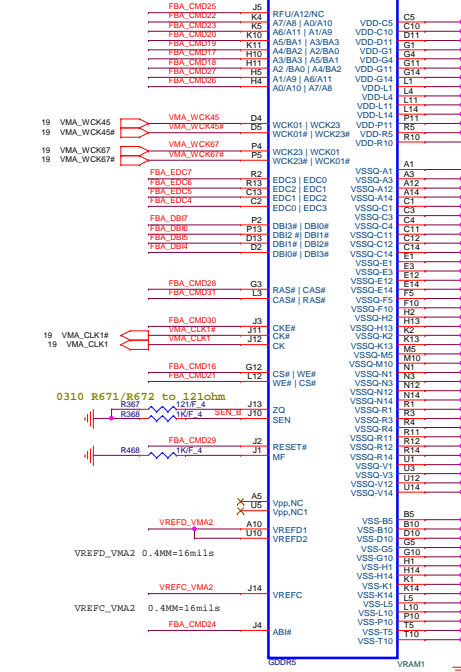 FBA_CMD25 J5 RFU/A12/NC
FBA_CMD22 K4 A7/A8 | A0/A10
FBA_CMD23 K5 A6/A11 | A1/A9
FBA_CMD20 K10 A5/BA1 | A3/BA3
FBA_CMD19 K11 A4/BA2 | A2/BA0
FBA_CMD17 H10 A3/BA3 | A5/BA1
FBA_CMD18 H11 A2 /BA0 | A4/BA2
FBA_CMD27 H5 A1/A9 | A6/A11
FBA_CMD26 H4 A0/A10 | A7/A8
19 VMA_WCK45 VMA_WCK45 D4 WCK01 | WCK23
19 VMA_WCK45# VMA_WCK45# D5 WCK01# | WCK23#
19 VMA_WCK67 VMA_WCK67 P4 WCK23 | WCK01
19 VMA_WCK67# VMA_WCK67# P5 WCK23# | WCK01#
FBA_EDC7 R2 EDC3 | EDC0
FBA_EDC6 R13 EDC2 | EDC1
FBA_EDC5 C13 EDC1 | EDC2
FBA_EDC4 C2 EDC0 | EDC3
FBA_DBI7 P2 DBI3# | DBI0#
FBA_DBI6 P13 DBI2 # | DBI1#
FBA_DBI5 D13 DBI1# | DBI2#
FBA_DBI4 D2 DBI0# | DBI3#
FBA_CMD28 G3 RAS# | CAS#
FBA_CMD31 L3 CAS# | RAS#
FBA_CMD30 J3 CKE#
19 VMA_CLK1# VMA_CLK1# J11 CK#
19 VMA_CLK1 VMA_CLK1 J12 CK
FBA_CMD16 G12 CS# | WE#
FBA_CMD21 L12 WE# | CS#
0310 R671/R672 to 121ohm
R367 121/F_4 J13 ZQ
R368 1K/F_4 SEN_B J10 SEN
FBA_CMD29 J2 RESET#
R468 1K/F_4 J1 MF
A5 Vpp,NC
U5 Vpp,NC1
VREFD_VMA2 A10 VREFD1
U10 VREFD2
VREFD_VMA2 0.4MM=16mils
VREFC_VMA2 J14 VREFC
VREFC_VMA2 0.4MM=16mils
FBA_CMD24 J4 ABI#
VDD-C5 C5
VDD-C10 C10
VDD-D11 D11
VDD-G1 G1
VDD-G4 G4
VDD-G11 G11
VDD-G14 G14
VDD-L1 L1
VDD-L4 L4
VDD-L11 L11
VDD-L14 L14
VDD-P11 P11
VDD-R5 R5
VDD-R10 R10
VSSQ-A1 A1
VSSQ-A3 A3
VSSQ-A12 A12
VSSQ-A14 A14
VSSQ-C1 C1
VSSQ-C3 C3
VSSQ-C4 C4
VSSQ-C11 C11
VSSQ-C12 C12
VSSQ-C14 C14
VSSQ-E1 E1
VSSQ-E3 E3
VSSQ-E12 E12
VSSQ-E14 E14
VSSQ-F5 F5
VSSQ-F10 F10
VSSQ-H2 H2
VSSQ-H13 H13
VSSQ-K2 K2
VSSQ-K13 K13
VSSQ-M5 M5
VSSQ-M10 M10
VSSQ-N1 N1
VSSQ-N3 N3
VSSQ-N12 N12
VSSQ-N14 N14
VSSQ-R1 R1
VSSQ-R3 R3
VSSQ-R4 R4
VSSQ-R11 R11
VSSQ-R12 R12
VSSQ-R14 R14
VSSQ-V1 U1
VSSQ-V3 U3
VSSQ-V12 U12
VSSQ-V14 U14
VSS-B5 B5
VSS-B10 B10
VSS-D10 D10
VSS-G5 G5
VSS-G10 G10
VSS-H1 H1
VSS-H14 H14
VSS-K1 K1
VSS-K14 K14
VSS-L5 L5
VSS-L10 L10
VSS-P10 P10
VSS-T5 T5
VSS-T10 T10
GDDR5
VRAM1